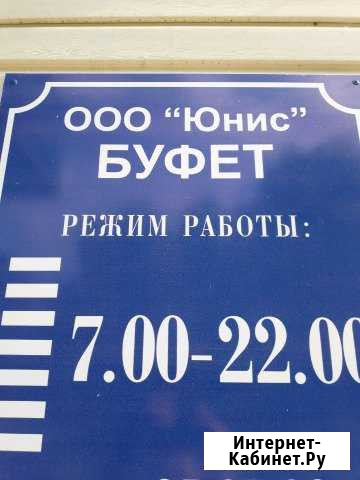 ООО “Юнис”
БУФЕТ
РЕЖИМ РАБОТЫ:
7.00-22.00
Интернет-
Кабинет.Ру